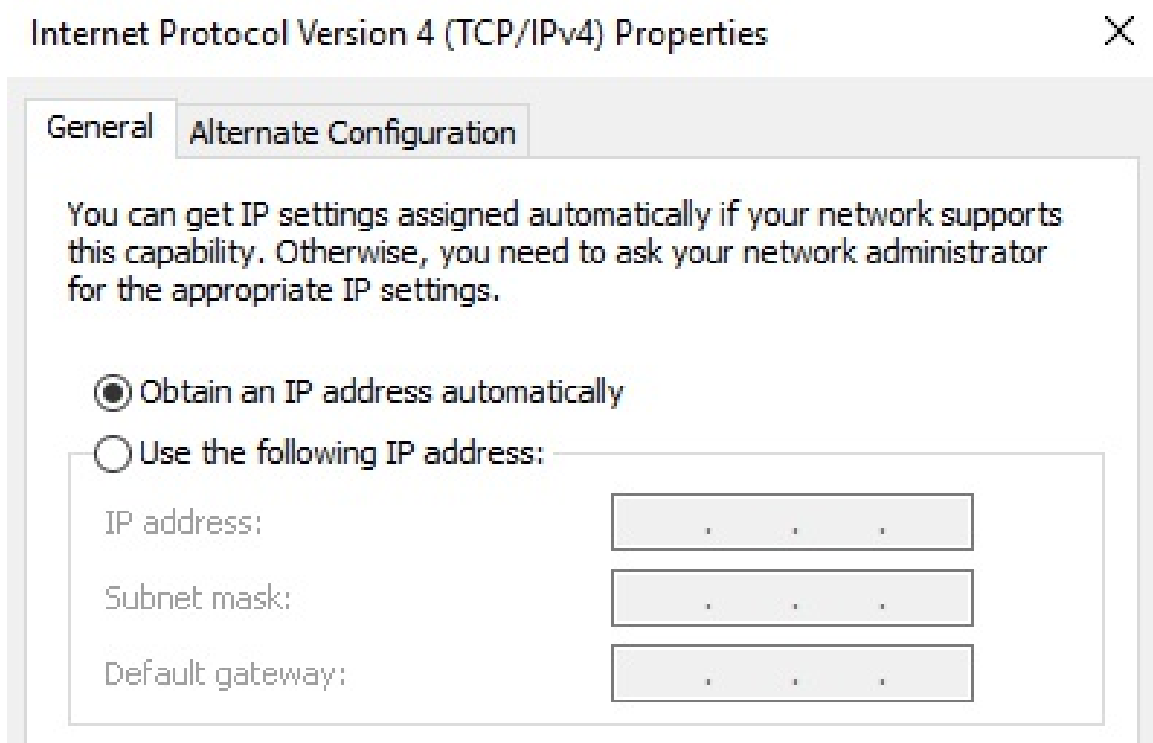 Internet Protocol Version 4 (TCP/IPv4) Properties
General
Alternate Configuration
You can get IP settings assigned automatically if your network supports
this capability. Otherwise, you need to ask your network administrator
for the appropriate IP settings.
Obtain an IP address automatically
Use the following IP address:
IP address:
. . .
Subnet mask:
. . .
Default gateway:
. . .